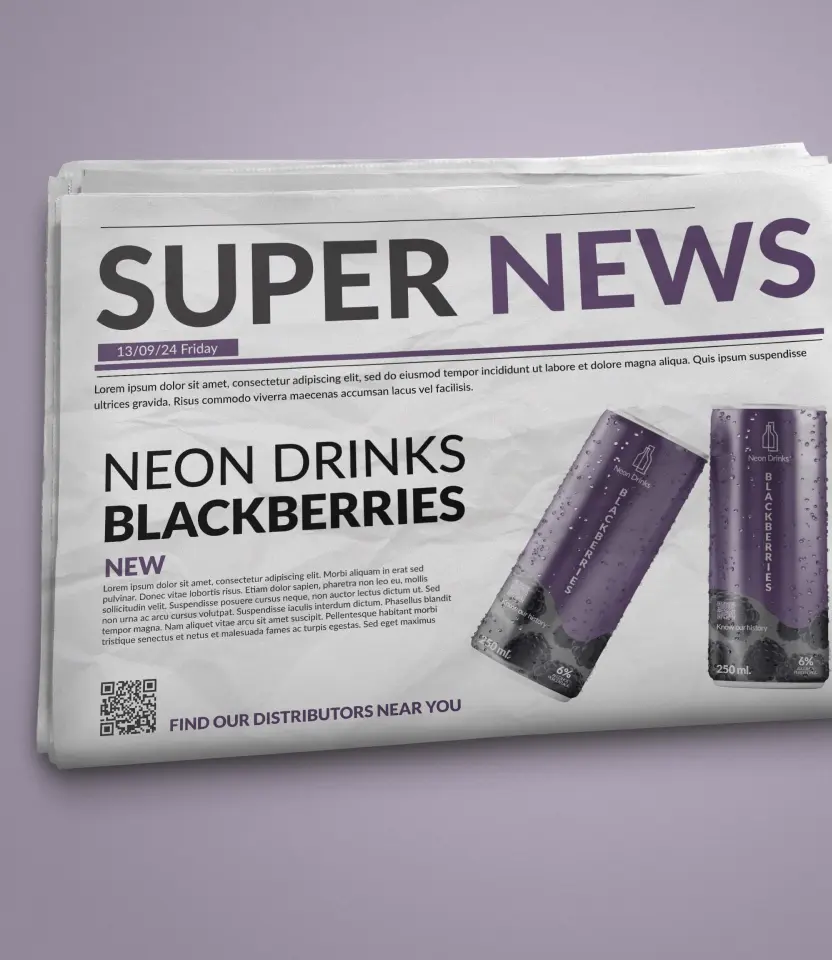 SUPER NEWS
13/09/24 Friday
Lorem ipsum dolor sit amet, consectetur adipiscing elit, sed do eiusmod tempor incididunt ut labore et dolore magna aliqua. Quis ipsum suspendisse
ultrices gravida. Risus commodo viverra maecenas accumsan lacus vel facilisis.
NEON DRINKS
BLACKBERRIES
NEW
Lorem ipsum dolor sit amet, consectetur adipiscing elit. Morbi aliquam in erat sed
pulvinar. Donec vitae lobortis risus. Etiam dolor sapien, pharetra non leo eu, mollis
sollicitudin velit. Suspendisse posuere cursus neque, non auctor lectus dictum ut. Sed
non urna ac arcu cursus volutpat. Suspendisse iaculis interdum dictum. Phasellus blandit
tempor magna. Nam aliquet vitae arcu sit amet suscipit. Pellentesque habitant morbi
tristique senectus et netus et malesuada fames ac turpis egestas. Sed eget maximus
FIND OUR DISTRIBUTORS NEAR YOU
Neon Drinks
BLACKBERRIES
Know our history
250 ml.
6%
Neon Drinks
BLACKBERRIES
Know our history
250 ml.
6%